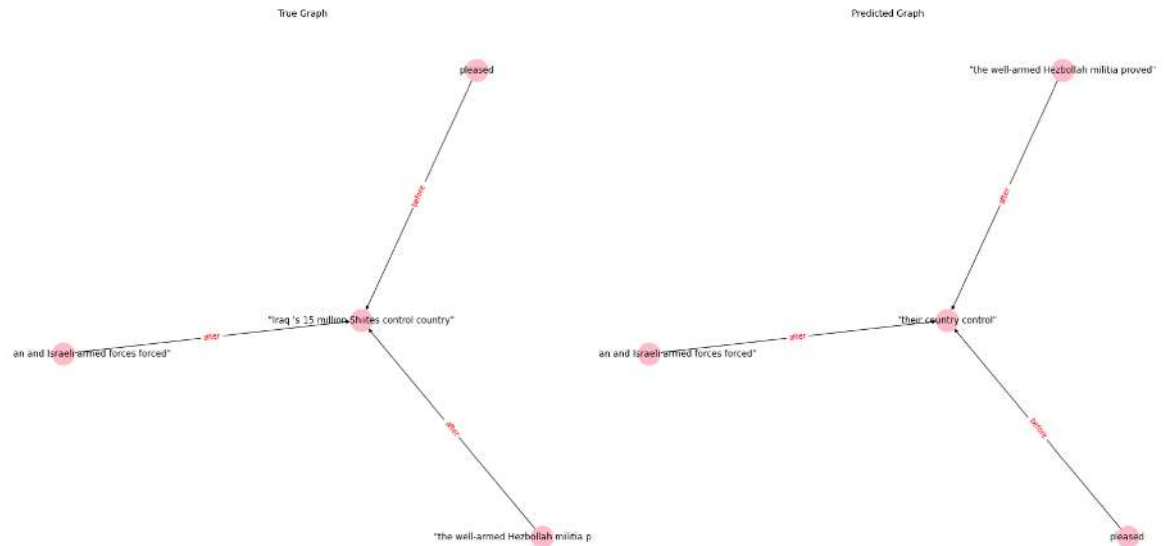 True Graph
pleased
before
"Iraq 's 15 million Shiites control country"
after
an and Israeli armed forces forced"
after
"the well-armed Hezbollah militia p
Predicted Graph
"the well-armed Hezbollah militia proved"
after
"their country control"
after
an and Israeli armed forces forced"
before
pleased